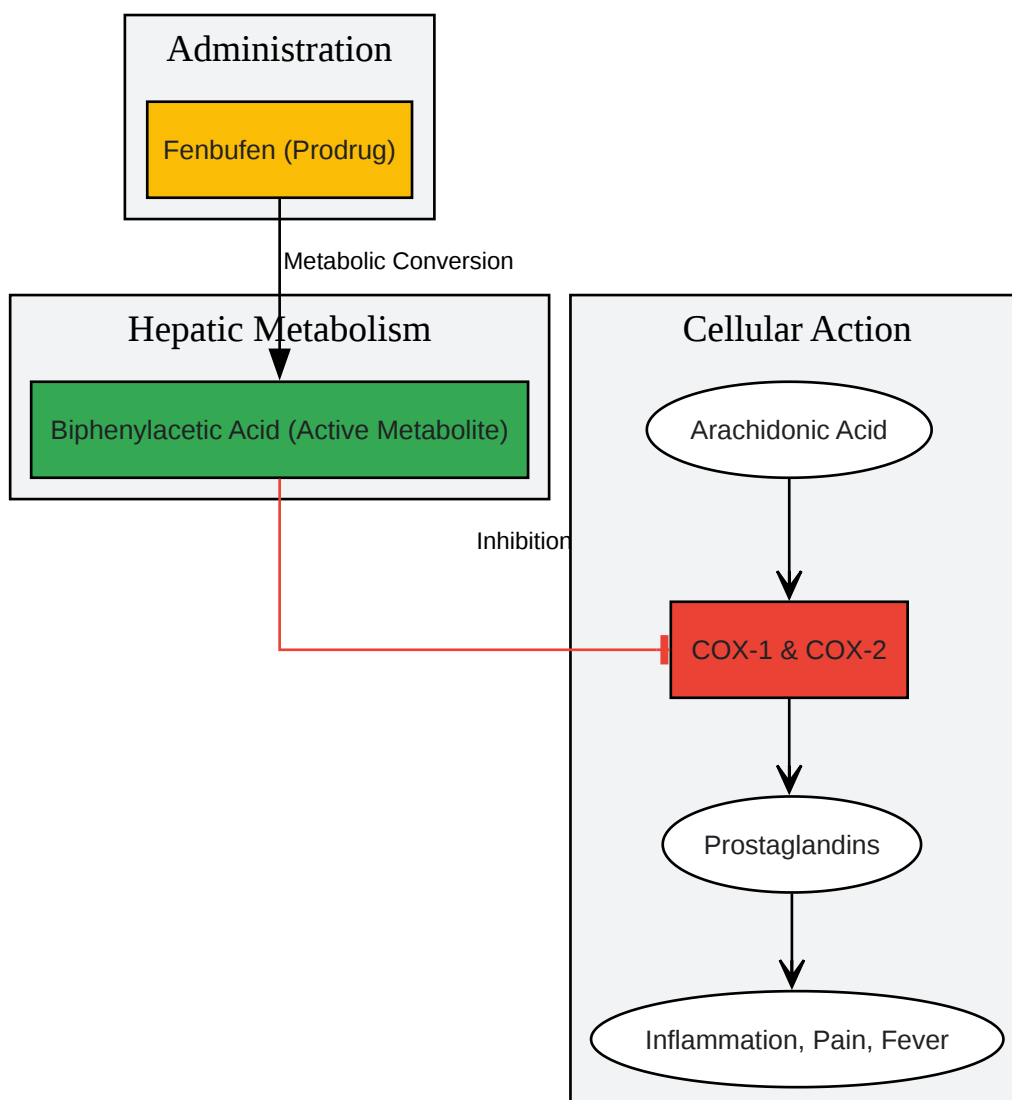 Administration
Fenbufen (Prodrug)
Metabolic Conversion
Hepatic Metabolism
Biphenylacetic Acid (Active Metabolite)
Inhibition
Cellular Action
Arachidonic Acid
COX-1 & COX-2
Prostaglandins
Inflammation, Pain, Fever